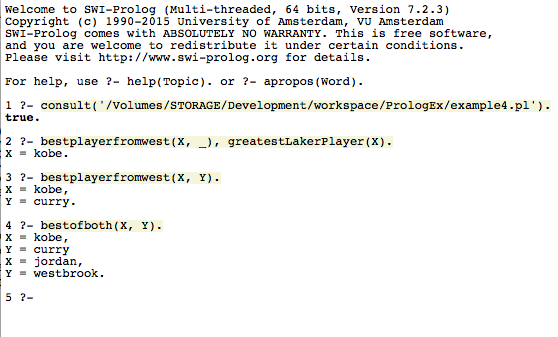 Welcome to SWI-Prolog (Multi-threaded, 64 bits, Version 7.2.3)
Copyright (c) 1990-2015 University of Amsterdam, VU Amsterdam
SWI-Prolog comes with ABSOLUTELY NO WARRANTY. This is free software,
and you are welcome to redistribute it under certain conditions.
Please visit http://www.swi-prolog.org for details.

For help, use ?- help(Topic). or ?- apropos(Word).

1 ?- consult('/Volumes/STORAGE/Development/workspace/PrologEx/example4.pl').
true.

2 ?- bestplayerfromwest(X, _), greatestLakerPlayer(X).
X = kobe.

3 ?- bestplayerfromwest(X, Y).
X = kobe,
Y = curry.

4 ?- bestofboth(X, Y).
X = kobe,
Y = curry
X = jordan,
Y = westbrook.

5 ?-